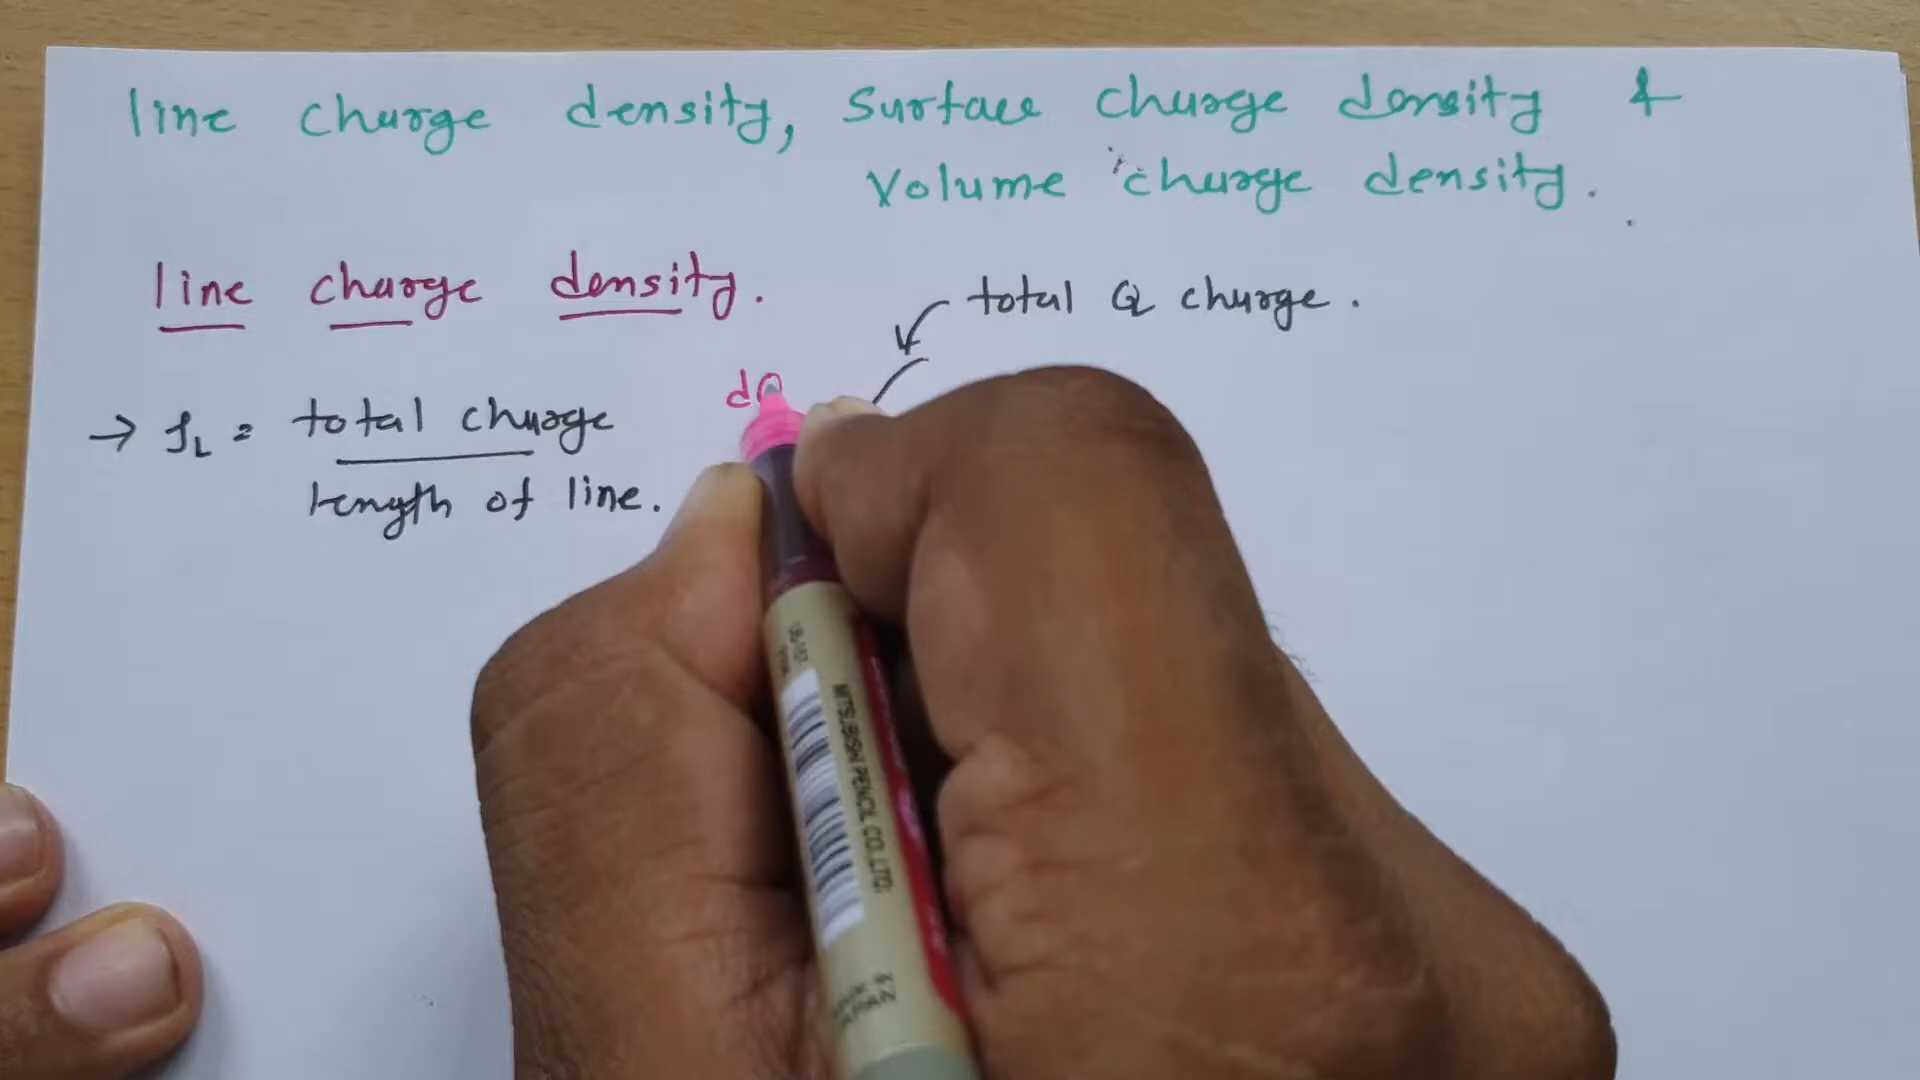 line charge density, Surface charge density &
Volume charge density.
line charge density.
total Q charge.
→ ρL = total charge
length of line.
dQ
MITSUBISHI PENCIL CO.,LTD.